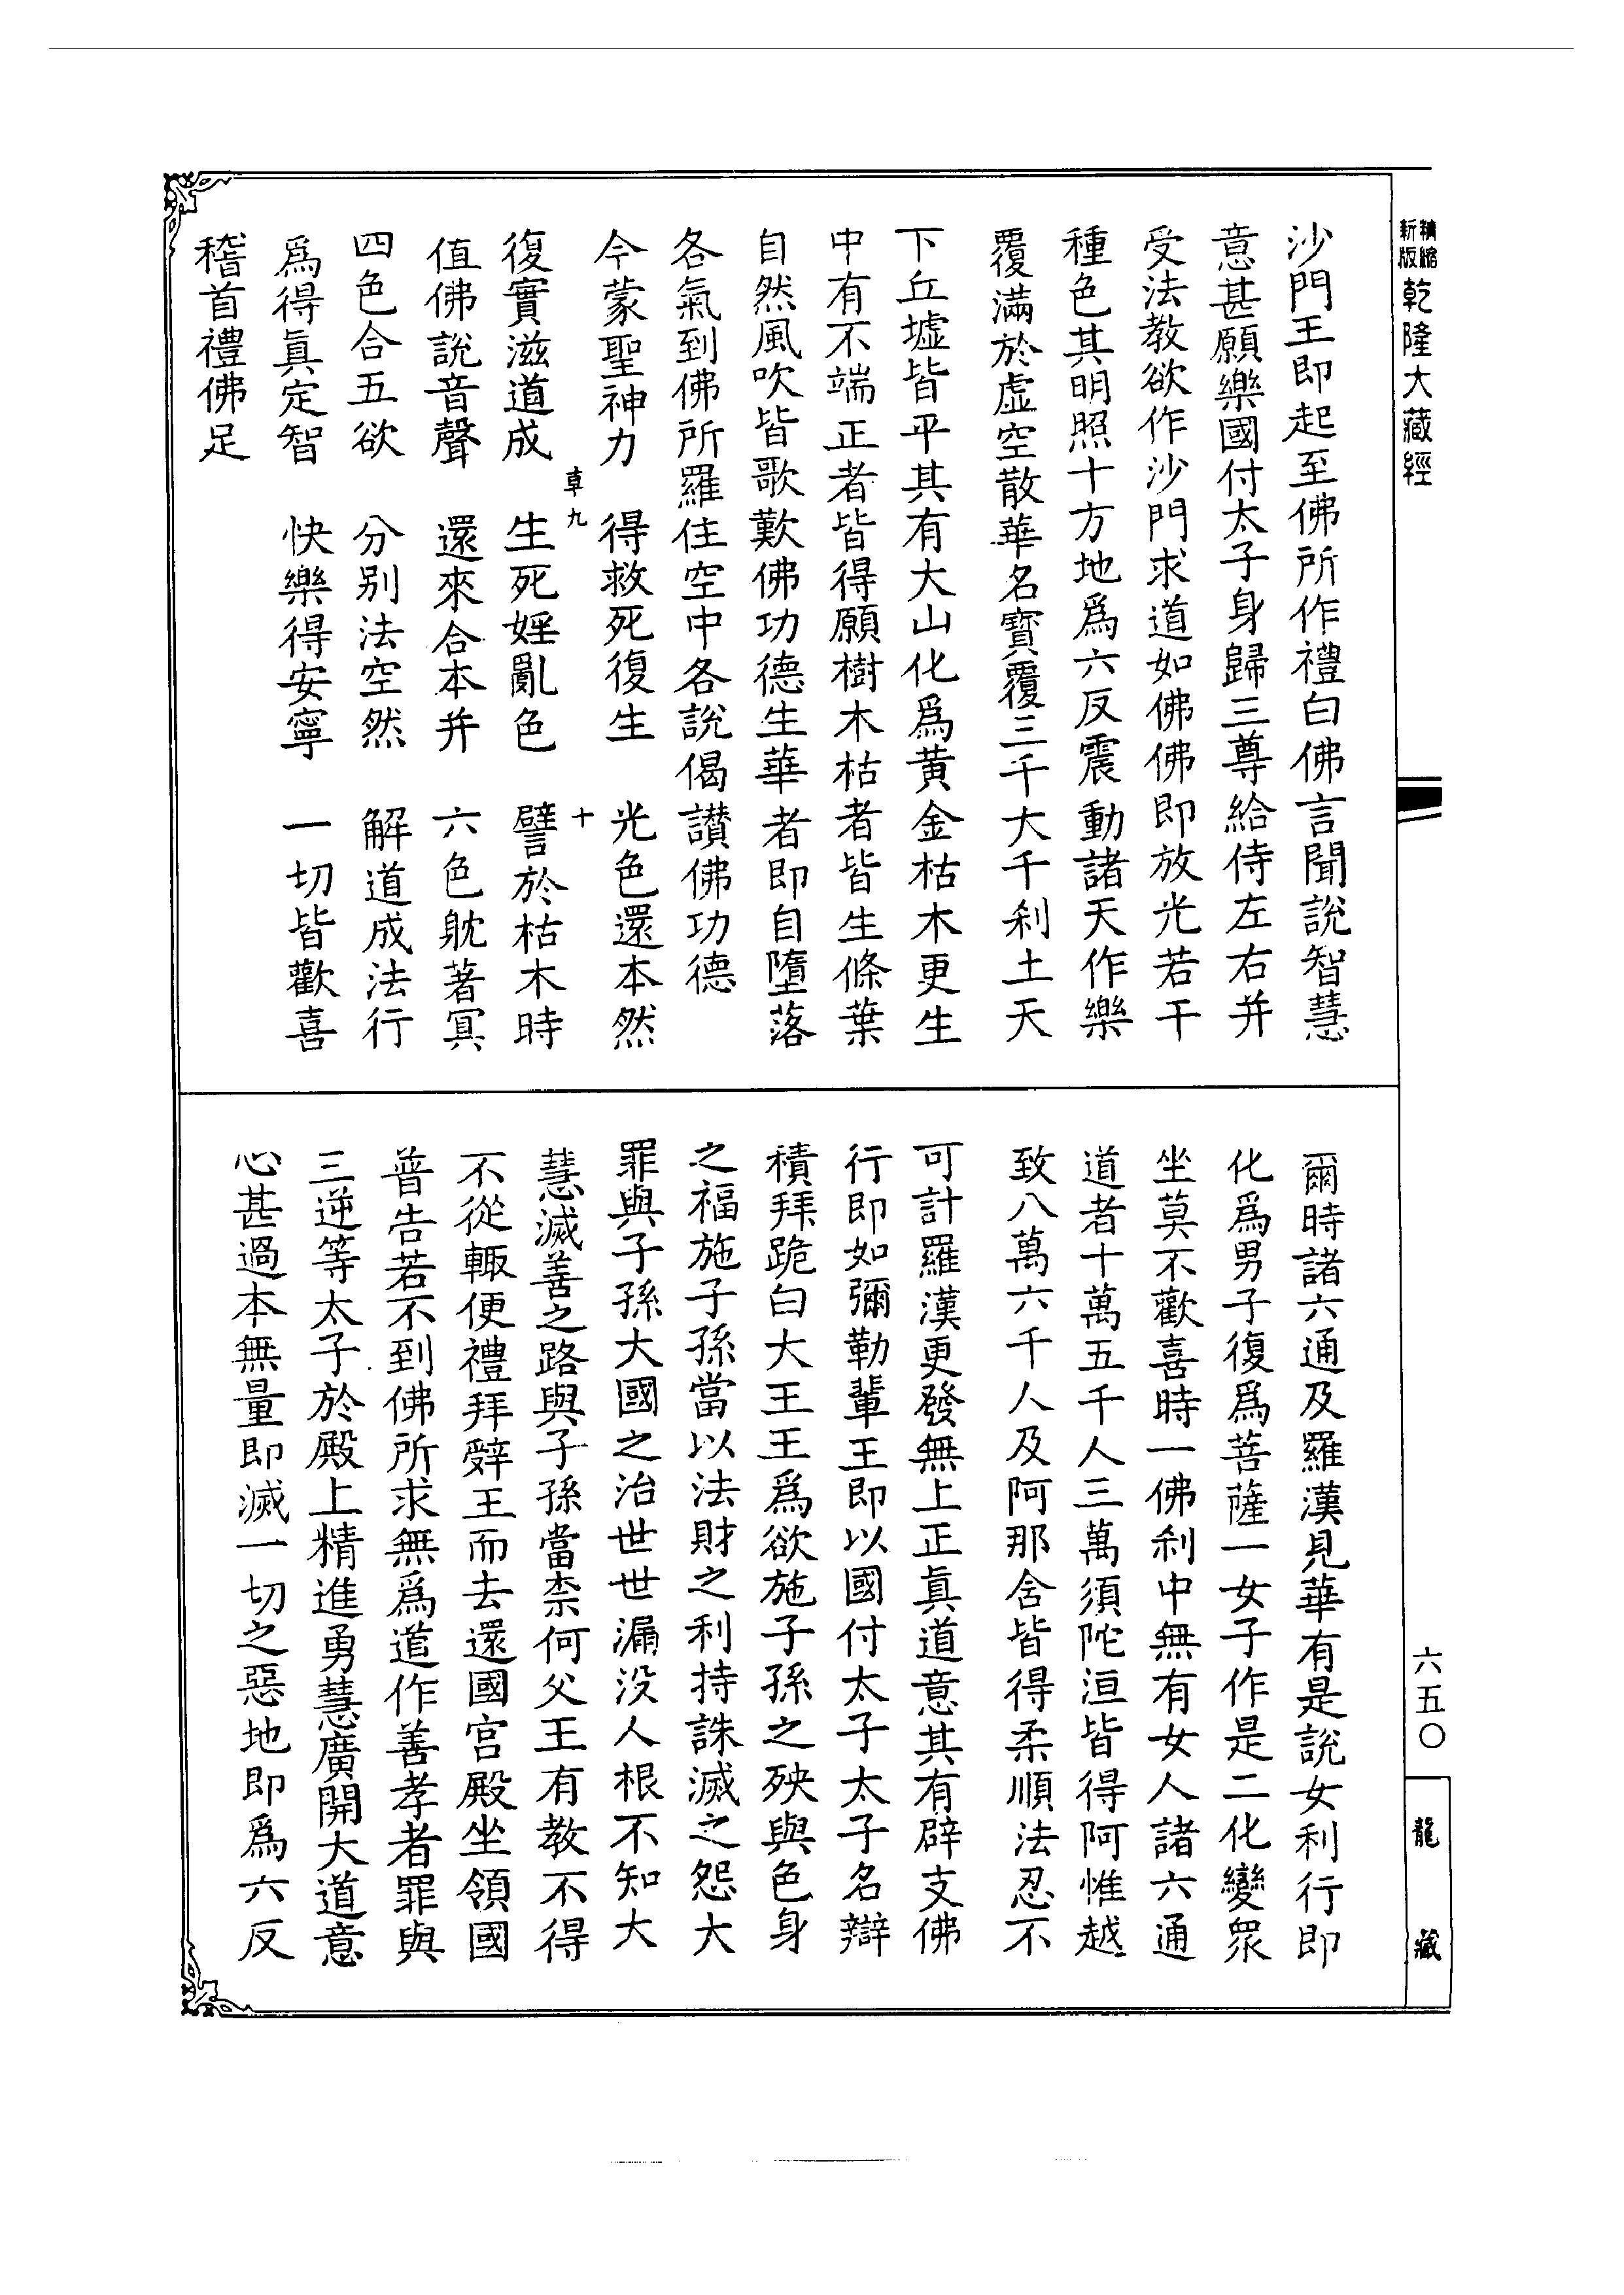 精縮新版乾隆大藏經
沙門王即起至佛所作禮白佛言聞說智慧
意甚願樂國付太子身歸三尊給侍左右并
受法教欲作沙門求道如佛佛即放光若干
種色其明照十方地爲六反震動諸天作樂
覆滿於虛空散華名寶覆三千大千刹土天
下丘墟皆平其有大山化爲黃金枯木更生
中有不端正者皆得願樹木枯者皆生條葉
自然風吹皆歌歎佛功德生華者即自墮落
各氣到佛所羅住空中各說偈讃佛功德
今蒙聖神力 得救死復生 光色還本然
卓九 十
復實滋道成 生死婬亂色 譬於枯木時
值佛說音聲 還來合本并 六色躭著冥
四色合五欲 分別法空然 解道成法行
爲得眞定智 快樂得安寧 一切皆歡喜
稽首禮佛足
爾時諸六通及羅漢見華有是說女利行即
化爲男子復爲菩薩一女子作是二化變衆
坐莫不歡喜時一佛刹中無有女人諸六通
道者十萬五千人三萬須陀洹皆得阿惟越
致八萬六千人及阿那含皆得柔順法忍不
可計羅漢更發無上正眞道意其有辟支佛
行即如彌勒輩王即以國付太子太子名辯
積拜跪白大王王爲欲施子孫之殃與色身
之福施子孫當以法財之利持誅滅之怨大
罪與子孫大國之治世世漏没人根不知大
慧滅善之路與子孫當柰何父王有教不得
不從輙便禮拜辤王而去還國宫殿坐領國
普告若不到佛所求無爲道作善孝者罪與
三逆等太子於殿上精進勇慧廣開大道意
心甚過本無量即滅一切之惡地即爲六反
六五〇
龍藏